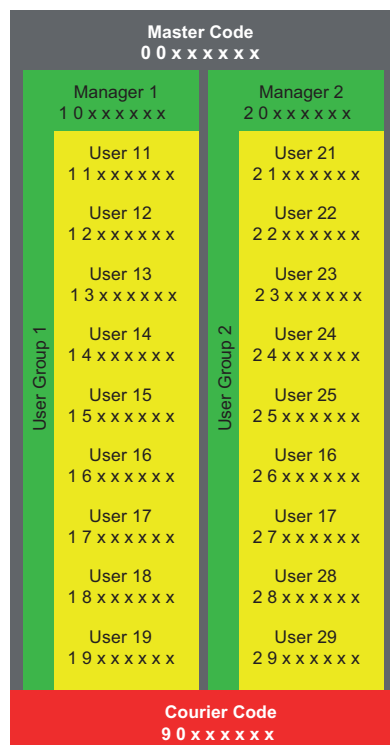 Master Code
0 0 x x x x x x
Manager 1
1 0 x x x x x x
User Group 1
User 11
1 1 x x x x x x
User 12
1 2 x x x x x x
User 13
1 3 x x x x x x
User 14
1 4 x x x x x x
User 15
1 5 x x x x x x
User 16
1 6 x x x x x x
User 17
1 7 x x x x x x
User 18
1 8 x x x x x x
User 19
1 9 x x x x x x
Manager 2
2 0 x x x x x x
User Group 2
User 21
2 1 x x x x x x
User 22
2 2 x x x x x x
User 23
2 3 x x x x x x
User 24
2 4 x x x x x x
User 25
2 5 x x x x x x
User 16
2 6 x x x x x x
User 17
2 7 x x x x x x
User 28
2 8 x x x x x x
User 29
2 9 x x x x x x
Courier Code
9 0 x x x x x x